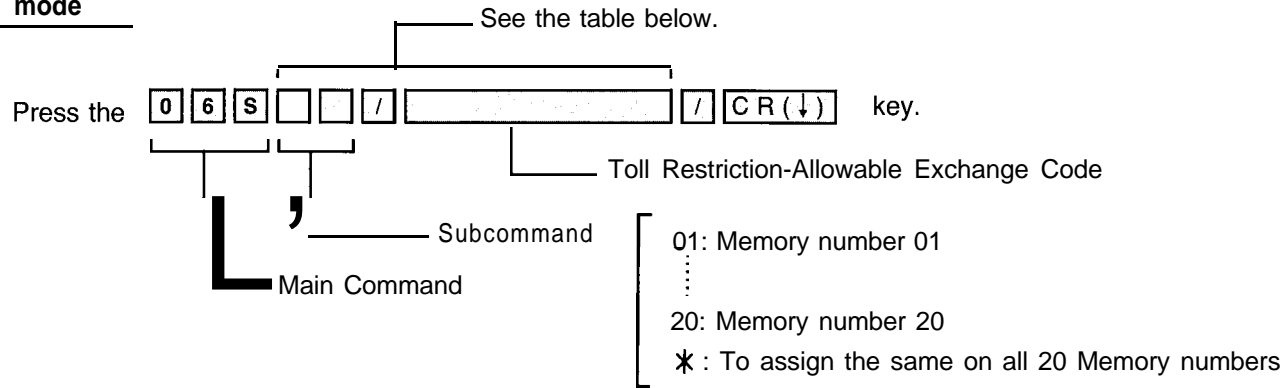 mode
See the table below.
Press the 0 6 S / / C R ( ↓ ) key.
Toll Restriction-Allowable Exchange Code
Subcommand
01: Memory number 01
Main Command
20: Memory number 20
* : To assign the same on all 20 Memory numbers